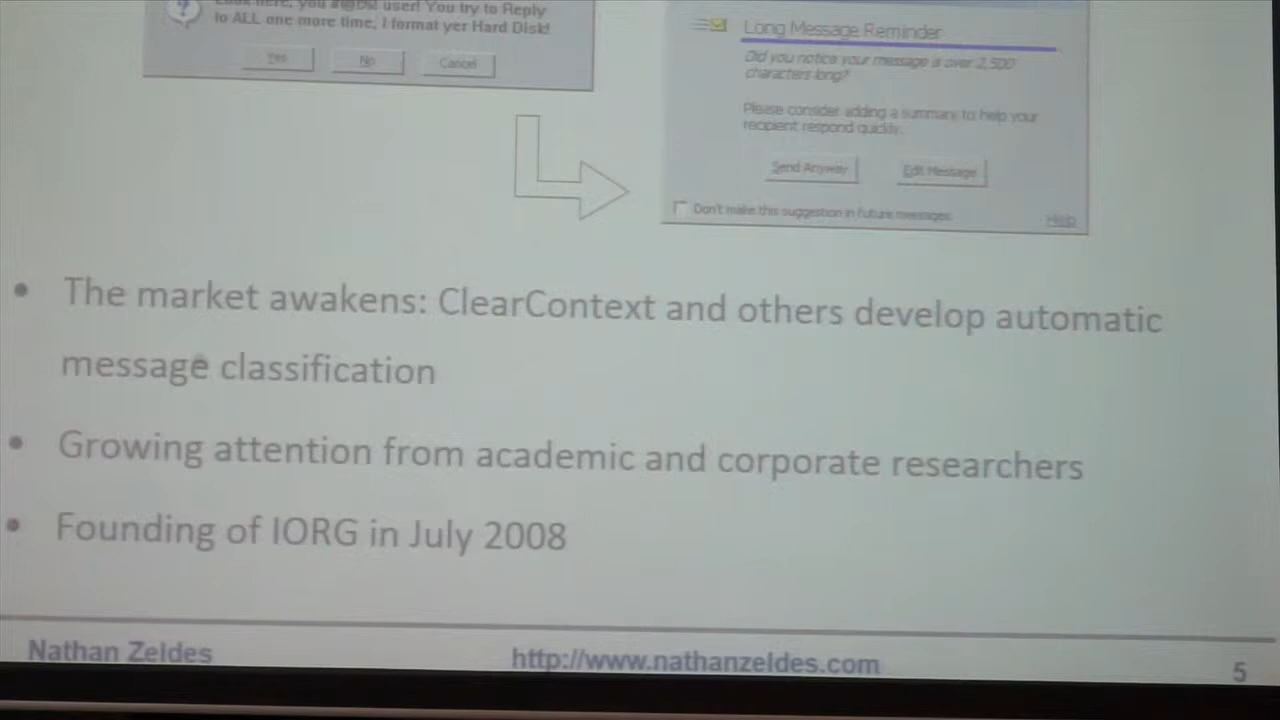 user! You try to Reply
to ALL one more time, I format yer Hard Disk!
Yes
No
Cancel
Long Message Reminder
Did you notice your message is over 2,500
characters long?
Please consider adding a summary to help your
recipient respond quickly.
Send Anyway
Edit Message
Don't make this suggestion in future messages
Help
• The market awakens: ClearContext and others develop automatic
message classification
• Growing attention from academic and corporate researchers
• Founding of IORG in July 2008
Nathan Zeldes
http://www.nathanzeldes.com
5